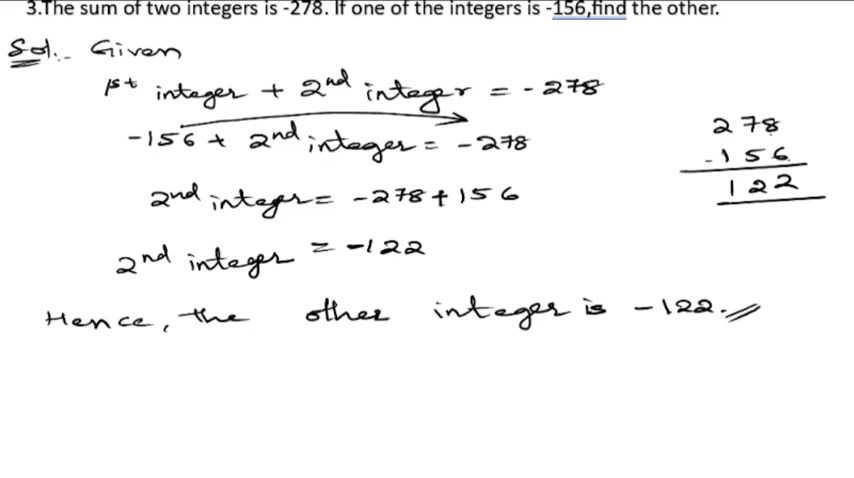 3.The sum of two integers is -278. If one of the integers is -156,find the other.
Sol.. Given
1st integer + 2nd integer = - 278
-156 + 2nd integer = -278
278
-156
122
2nd integer = -278 + 156
2nd integer = -122
Hence, the other integer is -122.